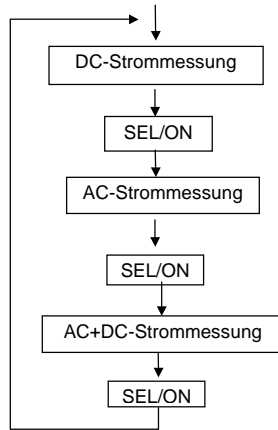 DC-Strommessung
SEL/ON
AC-Strommessung
SEL/ON
AC+DC-Strommessung
SEL/ON